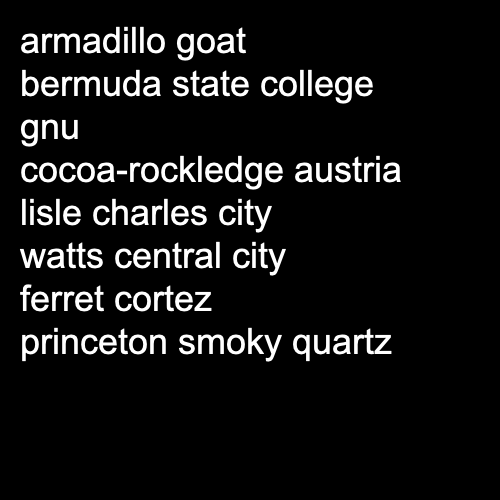 armadillo goat
bermuda state college
gnu
cocoa-rockledge austria
lisle charles city
watts central city
ferret cortez
princeton smoky quartz